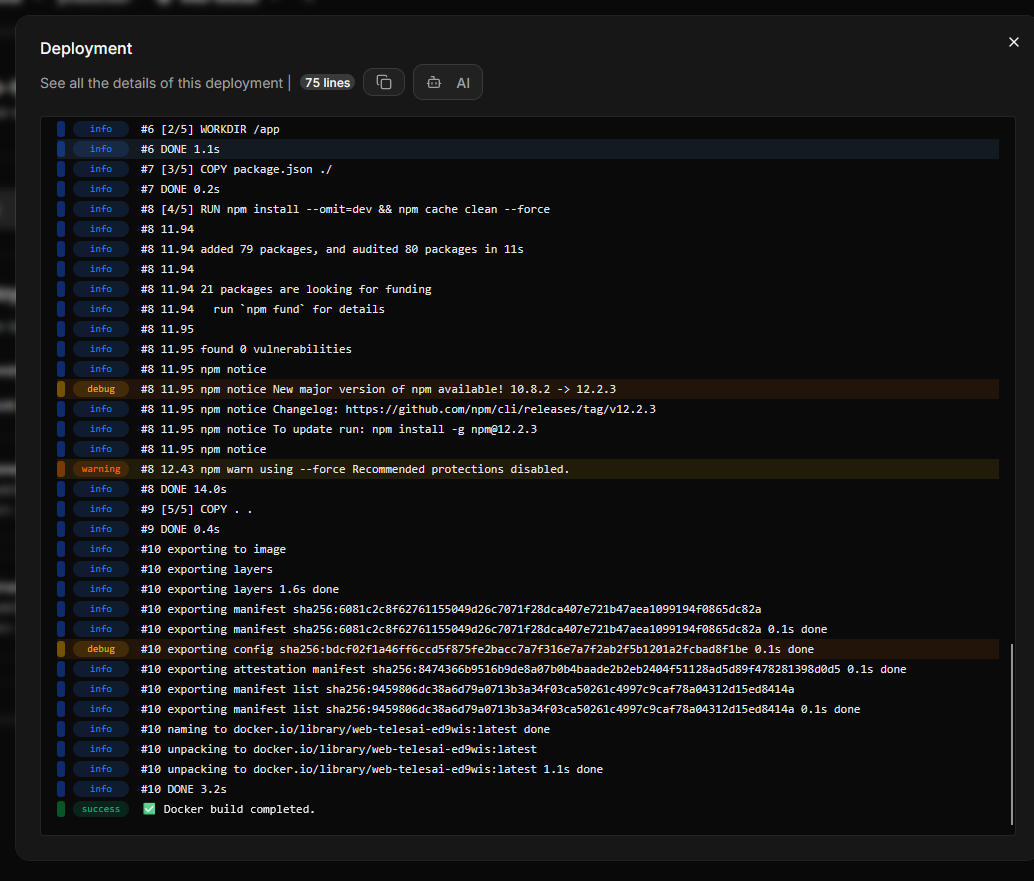 Deployment
See all the details of this deployment | 75 lines AI
info #6 [2/5] WORKDIR /app
info #6 DONE 1.1s
info #7 [3/5] COPY package.json ./
info #7 DONE 0.2s
info #8 [4/5] RUN npm install --omit=dev && npm cache clean --force
info #8 11.94
info #8 11.94 added 79 packages, and audited 80 packages in 11s
info #8 11.94
info #8 11.94 21 packages are looking for funding
info #8 11.94   run `npm fund` for details
info #8 11.95
info #8 11.95 found 0 vulnerabilities
info #8 11.95 npm notice
debug #8 11.95 npm notice New major version of npm available! 10.8.2 -> 12.2.3
info #8 11.95 npm notice Changelog: https://github.com/npm/cli/releases/tag/v12.2.3
info #8 11.95 npm notice To update run: npm install -g npm@12.2.3
info #8 11.95 npm notice
warning #8 12.43 npm warn using --force Recommended protections disabled.
info #8 DONE 14.0s
info #9 [5/5] COPY . .
info #9 DONE 0.4s
info #10 exporting to image
info #10 exporting layers
info #10 exporting layers 1.6s done
info #10 exporting manifest sha256:6081c2c8f62761155049d26c7071f28dca407e721b47aea1099194f0865dc82a
info #10 exporting manifest sha256:6081c2c8f62761155049d26c7071f28dca407e721b47aea1099194f0865dc82a 0.1s done
debug #10 exporting config sha256:bdcf02f1a46ff6ccd5f875fe2bacc7a7f316e7a7f2ab2f5b1201a2fcbad8f1be 0.1s done
info #10 exporting attestation manifest sha256:8474366b9516b9de8a07b0b4baade2b2eb2404f51128ad5d89f478281398d0d5 0.1s done
info #10 exporting manifest list sha256:9459806dc38a6d79a0713b3a34f03ca50261c4997c9caf78a04312d15ed8414a
info #10 exporting manifest list sha256:9459806dc38a6d79a0713b3a34f03ca50261c4997c9caf78a04312d15ed8414a 0.1s done
info #10 naming to docker.io/library/web-telesai-ed9wis:latest done
info #10 unpacking to docker.io/library/web-telesai-ed9wis:latest
info #10 unpacking to docker.io/library/web-telesai-ed9wis:latest 1.1s done
info #10 DONE 3.2s
success ✅ Docker build completed.